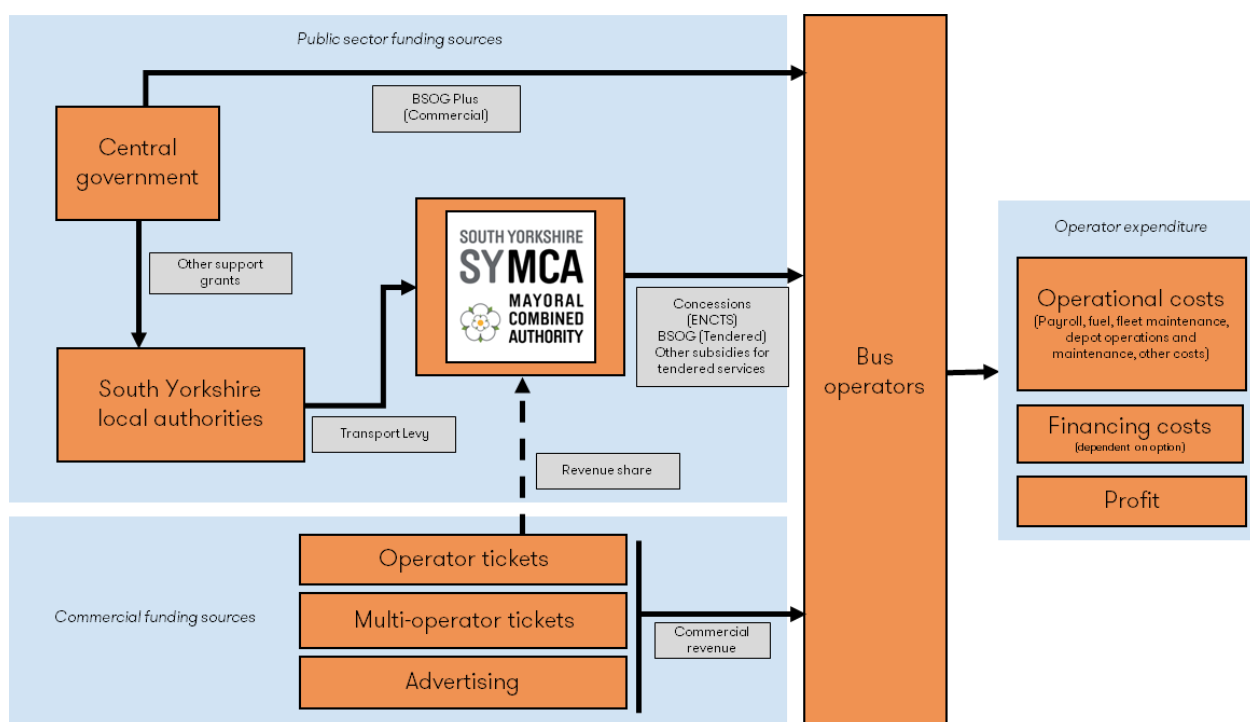 Public sector funding sources
BSOG Plus
(Commercial)
Central
government
Other support
grants
South Yorkshire
local authorities
Transport Levy
SOUTH YORKSHIRE
SYMCA
MAYORAL
COMBINED
AUTHORITY
Concessions
(ENCTS)
BSOG (Tendered)
Other subsidies for
tendered services
Revenue share
Commercial funding sources
Operator tickets
Multi-operator tickets
Advertising
Commercial
revenue
Bus
operators
Operator expenditure
Operational costs
(Payroll, fuel, fleet maintenance,
depot operations and
maintenance, other costs)
Financing costs
(dependent on option)
Profit